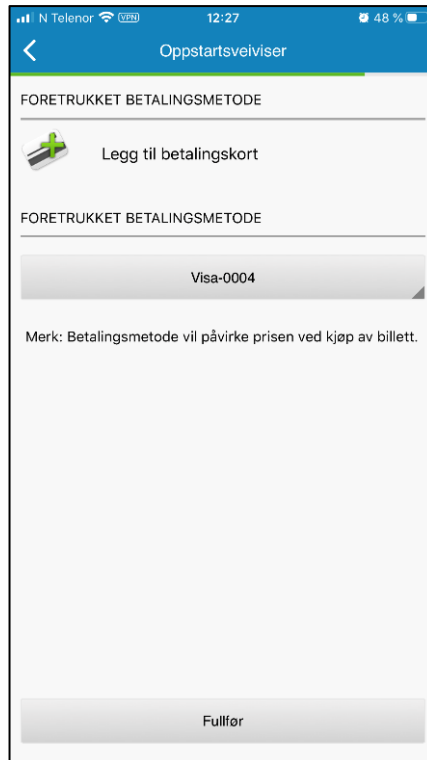 N Telenor VPN 12:27 48 %
Oppstartsveiviser
FORETRUKKET BETALINGSMETODE
Legg til betalingskort
FORETRUKKET BETALINGSMETODE
Visa-0004
Merk: Betalingsmetode vil påvirke prisen ved kjøp av billett.
Fullfør